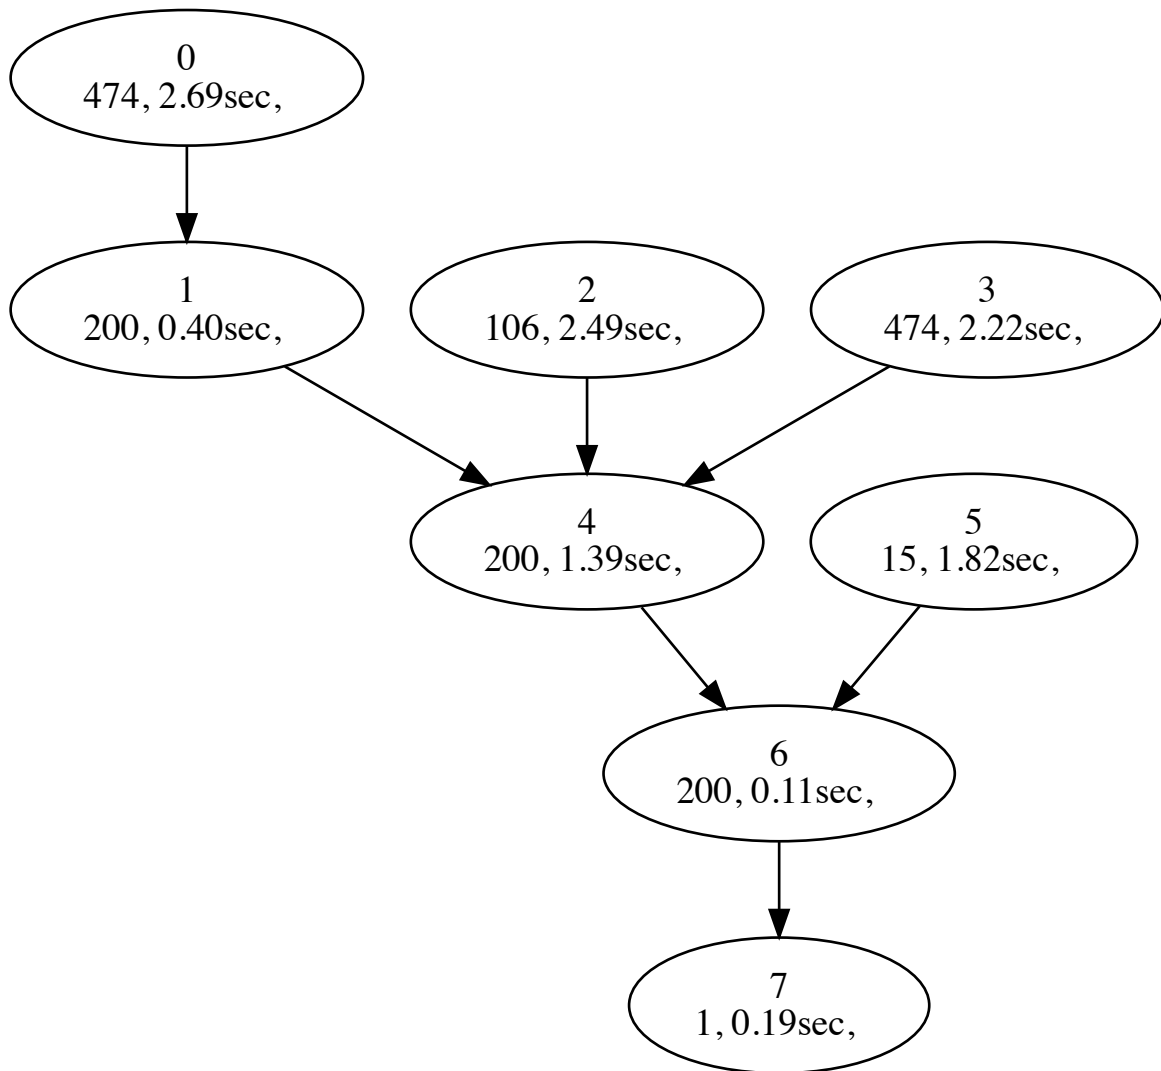 0
474, 2.69sec,
1
200, 0.40sec,
2
106, 2.49sec,
3
474, 2.22sec,
4
200, 1.39sec,
5
15, 1.82sec,
6
200, 0.11sec,
7
1, 0.19sec,